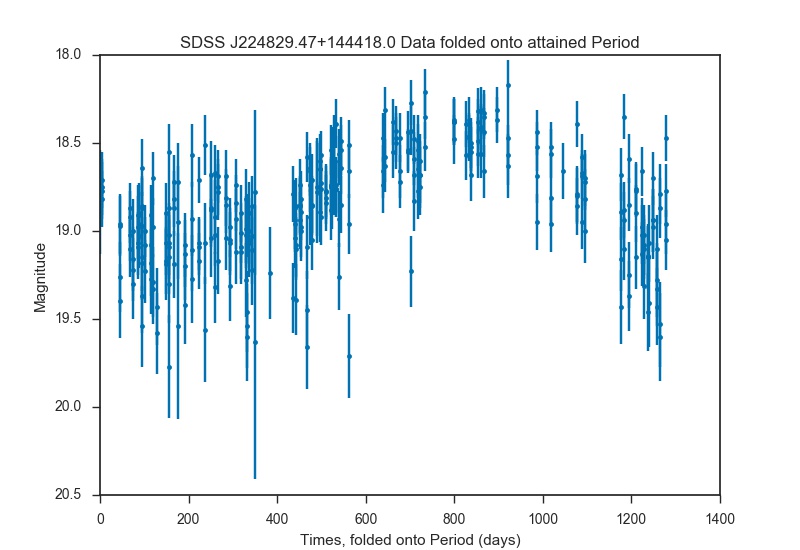 SDSS J224829.47+144418.0 Data folded onto attained Period
18.0
18.5
19.0
19.5
20.0
20.5
Magnitude
0 200 400 600 800 1000 1200 1400
Times, folded onto Period (days)